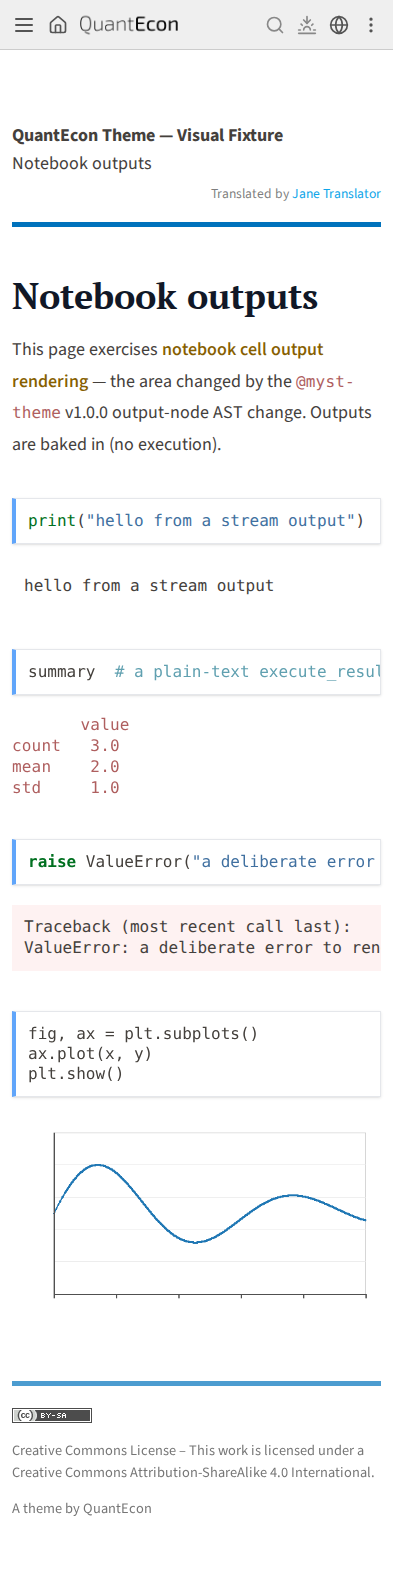 QuantEcon
QuantEcon Theme — Visual Fixture
Notebook outputs
Translated by Jane Translator
Notebook outputs
This page exercises notebook cell output
rendering — the area changed by the @myst-
theme v1.0.0 output-node AST change. Outputs
are baked in (no execution).
print("hello from a stream output")
hello from a stream output
summary  # a plain-text execute_resul
value
count 3.0
mean 2.0
std 1.0
raise ValueError("a deliberate error
Traceback (most recent call last):
ValueError: a deliberate error to ren
fig, ax = plt.subplots()
ax.plot(x, y)
plt.show()
(cc) BY-SA
Creative Commons License – This work is licensed under a
Creative Commons Attribution-ShareAlike 4.0 International.
A theme by QuantEcon